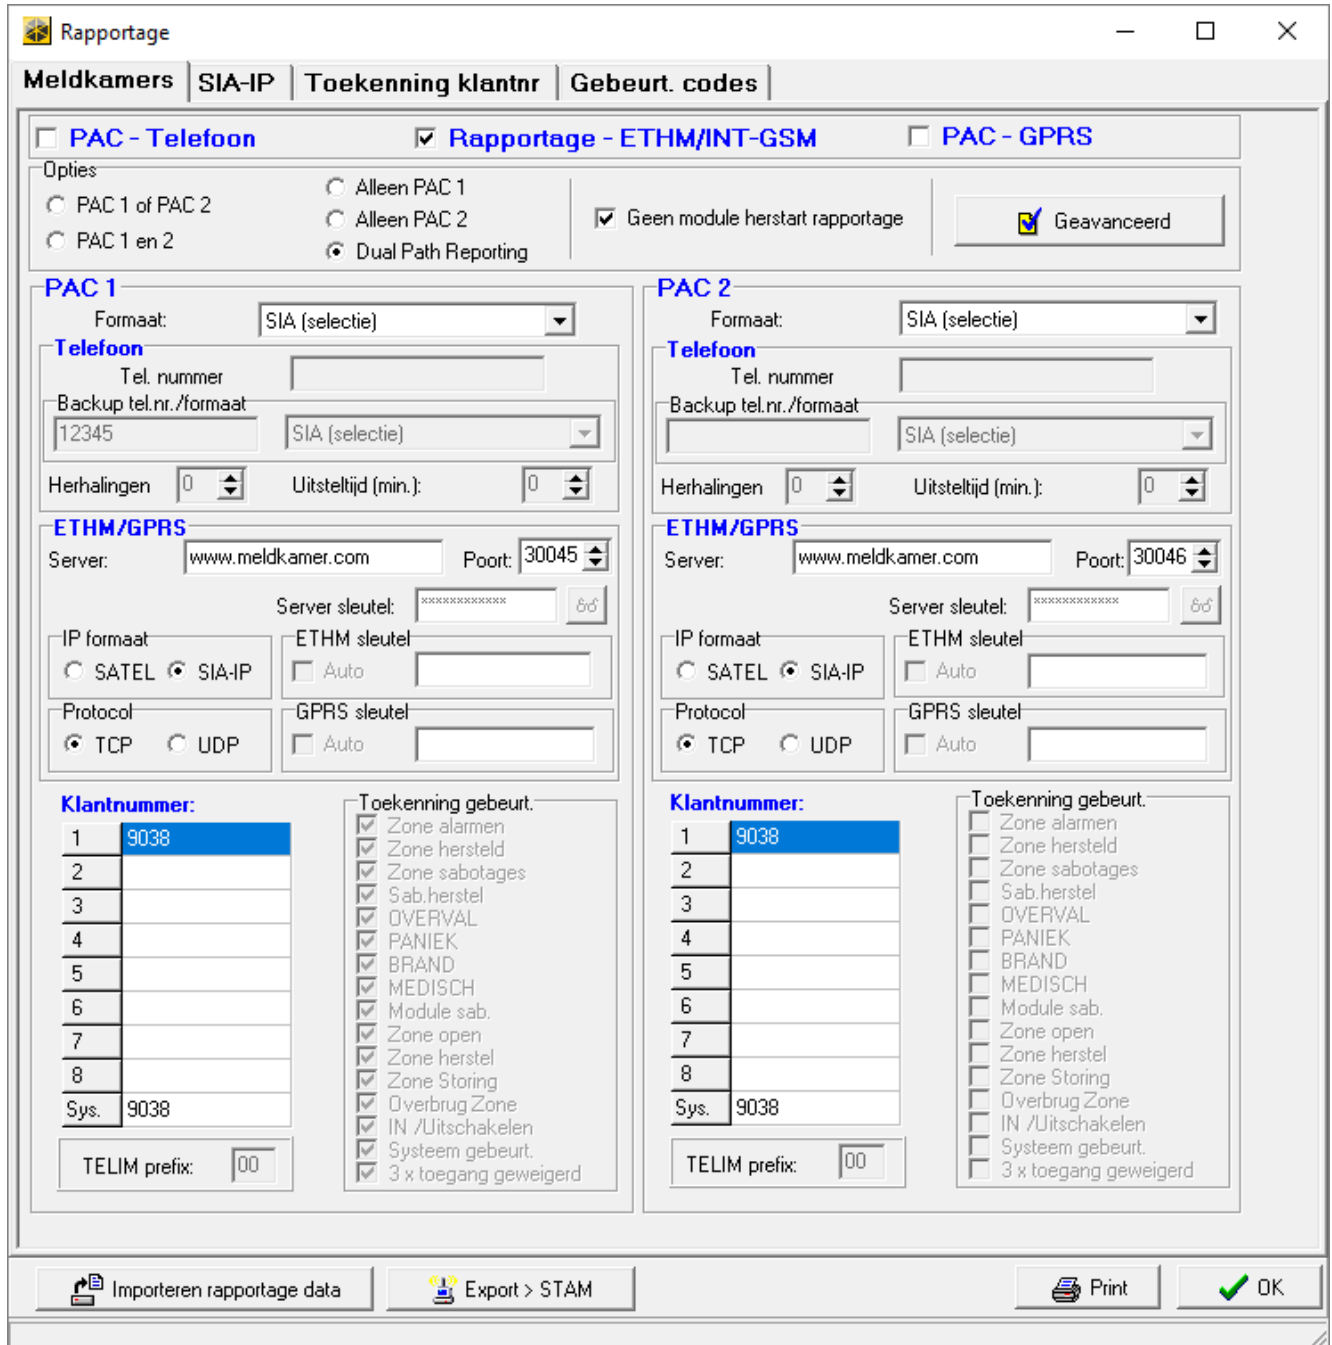 Rapportage
Meldkamers SIA-IP Toekenning klantnr Gebeurt. codes
PAC - Telefoon Rapportage - ETHM/INT-GSM PAC - GPRS
Opties
PAC 1 of PAC 2
PAC 1 en 2
Alleen PAC 1
Alleen PAC 2
Dual Path Reporting
Geen module herstart rapportage
Geavanceerd
PAC 1
Formaat: SIA (selectie)
Telefoon
Tel. nummer
Backup tel.nr./formaat
12345 SIA (selectie)
Herhalingen 0 Uitsteltijd (min.): 0
ETHM/GPRS
Server: www.meldkamer.com Poort: 30045
Server sleutel: ************
IP formaat
SATEL SIA-IP
ETHM sleutel
Auto
Protocol
TCP UDP
GPRS sleutel
Auto
Klantnummer:
1 9038
2
3
4
5
6
7
8
Sys. 9038
TELIM prefix: 00
Toekenning gebeurt.
Zone alarmen
Zone hersteld
Zone sabotages
Sab.herstel
OVERVAL
PANIEK
BRAND
MEDISCH
Module sab.
Zone open
Zone herstel
Zone Storing
Overbrug Zone
IN /Uitschakelen
Systeem gebeurt.
3 x toegang geweigerd
PAC 2
Formaat: SIA (selectie)
Telefoon
Tel. nummer
Backup tel.nr./formaat
SIA (selectie)
Herhalingen 0 Uitsteltijd (min.): 0
ETHM/GPRS
Server: www.meldkamer.com Poort: 30046
Server sleutel: ************
IP formaat
SATEL SIA-IP
ETHM sleutel
Auto
Protocol
TCP UDP
GPRS sleutel
Auto
Klantnummer:
1 9038
2
3
4
5
6
7
8
Sys. 9038
TELIM prefix: 00
Toekenning gebeurt.
Zone alarmen
Zone hersteld
Zone sabotages
Sab.herstel
OVERVAL
PANIEK
BRAND
MEDISCH
Module sab.
Zone open
Zone herstel
Zone Storing
Overbrug Zone
IN /Uitschakelen
Systeem gebeurt.
3 x toegang geweigerd
Importeren rapportage data Export > STAM Print OK